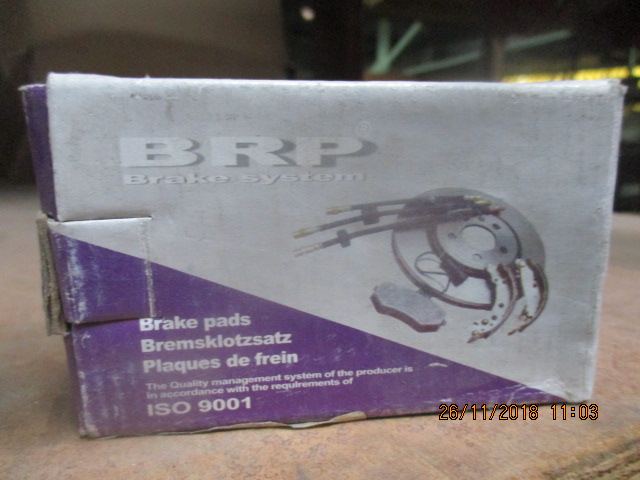 BRP®
Brake system
Brake pads
Bremsklotzsatz
Plaques de frein
The Quality management system of the producer is
in accordance with the requirements of
ISO 9001
26/11/2018 11:03